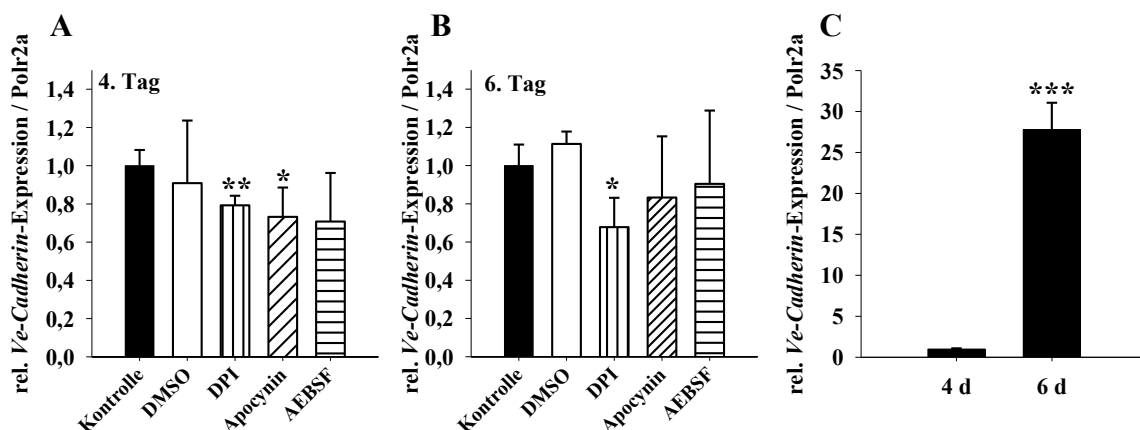 A
rel. Ve-Cadherin-Expression / Polr2a
4. Tag
1,4
1,2
1,0
0,8
0,6
0,4
0,2
0,0
**
*
Kontrolle
DMSO
DPI
Apocynin
AEBSF
B
rel. Ve-Cadherin-Expression / Polr2a
6. Tag
1,4
1,2
1,0
0,8
0,6
0,4
0,2
0,0
*
Kontrolle
DMSO
DPI
Apocynin
AEBSF
C
rel. Ve-Cadherin-Expression / Polr2a
35
30
25
20
15
10
5
0
***
4 d
6 d